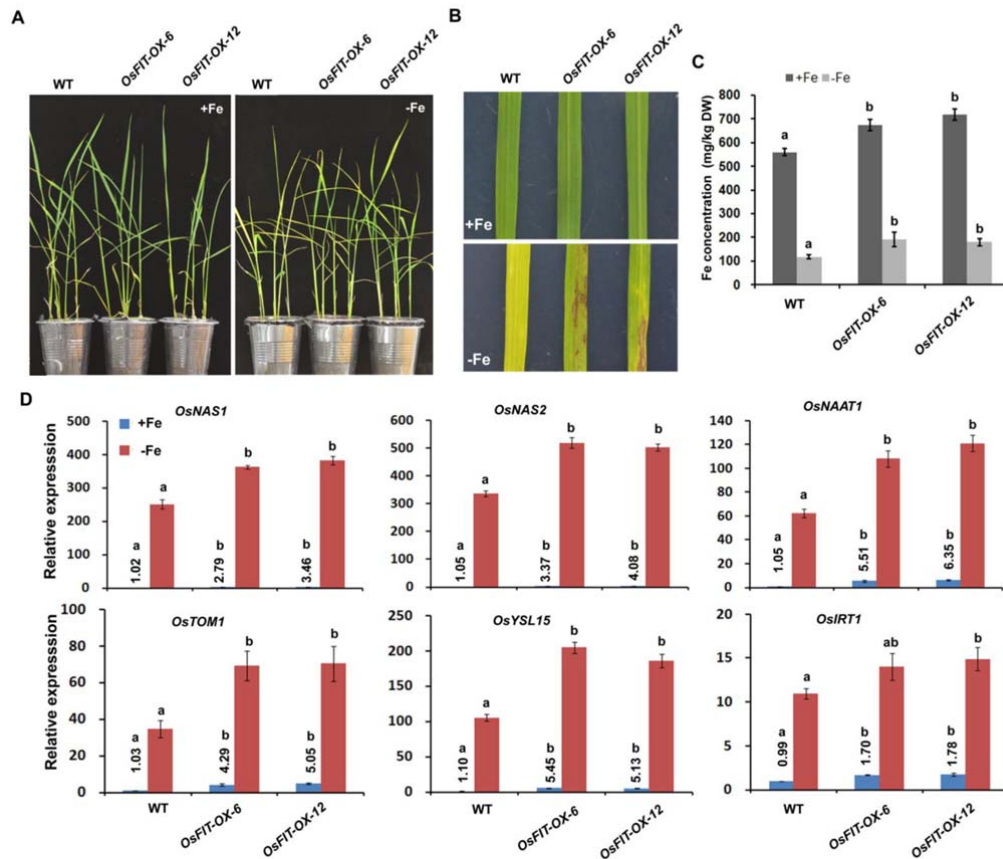 A
WT
OsFIT-OX-6
OsFIT-OX-12
WT
OsFIT-OX-6
OsFIT-OX-12
+Fe
-Fe
B
WT
OsFIT-OX-6
OsFIT-OX-12
+Fe
-Fe
C
+Fe -Fe
Fe concentration (mg/kg DW)
800
700
600
500
400
300
200
100
0
a
a
b
b
b
b
WT
OsFIT-OX-6
OsFIT-OX-12
D
OsNAS1
+Fe
-Fe
Relative expresssion
500
400
300
200
100
0
a
1.02
a
b
2.79
b
b
3.46
b
OsNAS2
600
500
400
300
200
100
0
a
1.05
a
b
3.37
b
b
4.08
b
OsNAAT1
140
120
100
80
60
40
20
0
a
1.05
a
b
5.51
b
b
6.35
b
OsTOM1
Relative expresssion
100
80
60
40
20
0
a
1.03
a
b
4.29
b
b
5.05
b
WT
OsFIT-OX-6
OsFIT-OX-12
OsYSL15
250
200
150
100
50
0
a
1.10
a
b
5.45
b
b
5.13
b
WT
OsFIT-OX-6
OsFIT-OX-12
OsIRT1
20
15
10
5
0
a
0.99
a
b
1.70
ab
b
1.78
b
WT
OsFIT-OX-6
OsFIT-OX-12